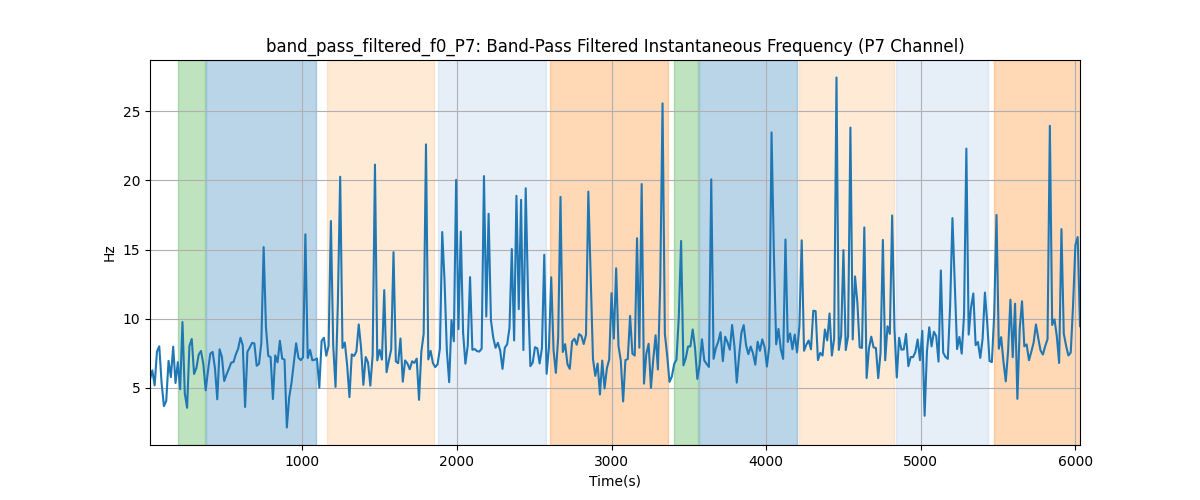 band_pass_filtered_f0_P7: Band-Pass Filtered Instantaneous Frequency (P7 Channel)
25
20
15
10
5
Hz
1000 2000 3000 4000 5000 6000
Time(s)